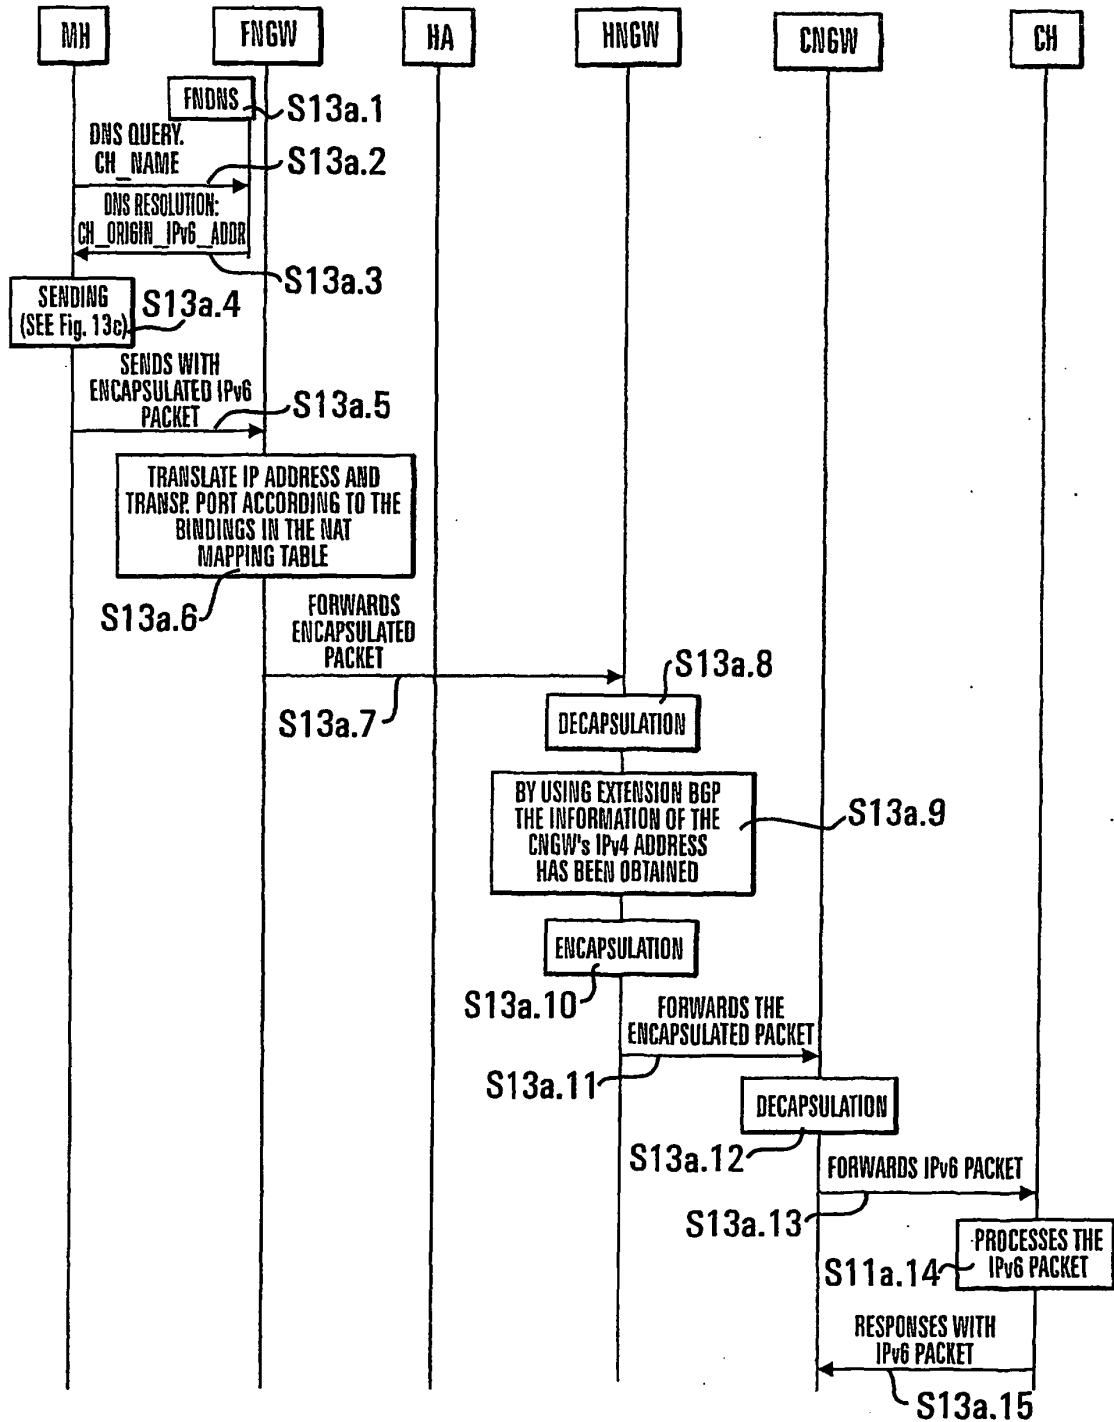 MH
FNGW
HA
HNGW
CNGW
CH
FNDNS
S13a.1
DNS QUERY.
CH_NAME
S13a.2
DNS RESOLUTION:
CH_ORIGIN_IPv6_ADDR
S13a.3
SENDING
(SEE Fig. 13c)
S13a.4
SENDS WITH
ENCAPSULATED IPv6
PACKET
S13a.5
TRANSLATE IP ADDRESS AND
TRANSP. PORT ACCORDING TO THE
BINDINGS IN THE NAT
MAPPING TABLE
S13a.6
FORWARDS
ENCAPSULATED
PACKET
S13a.7
S13a.8
DECAPSULATION
BY USING EXTENSION BGP
THE INFORMATION OF THE
CNGW's IPv4 ADDRESS
HAS BEEN OBTAINED
S13a.9
ENCAPSULATION
S13a.10
FORWARDS THE
ENCAPSULATED PACKET
S13a.11
DECAPSULATION
S13a.12
FORWARDS IPv6 PACKET
S13a.13
PROCESSES THE
IPv6 PACKET
S11a.14
RESPONSES WITH
IPv6 PACKET
S13a.15